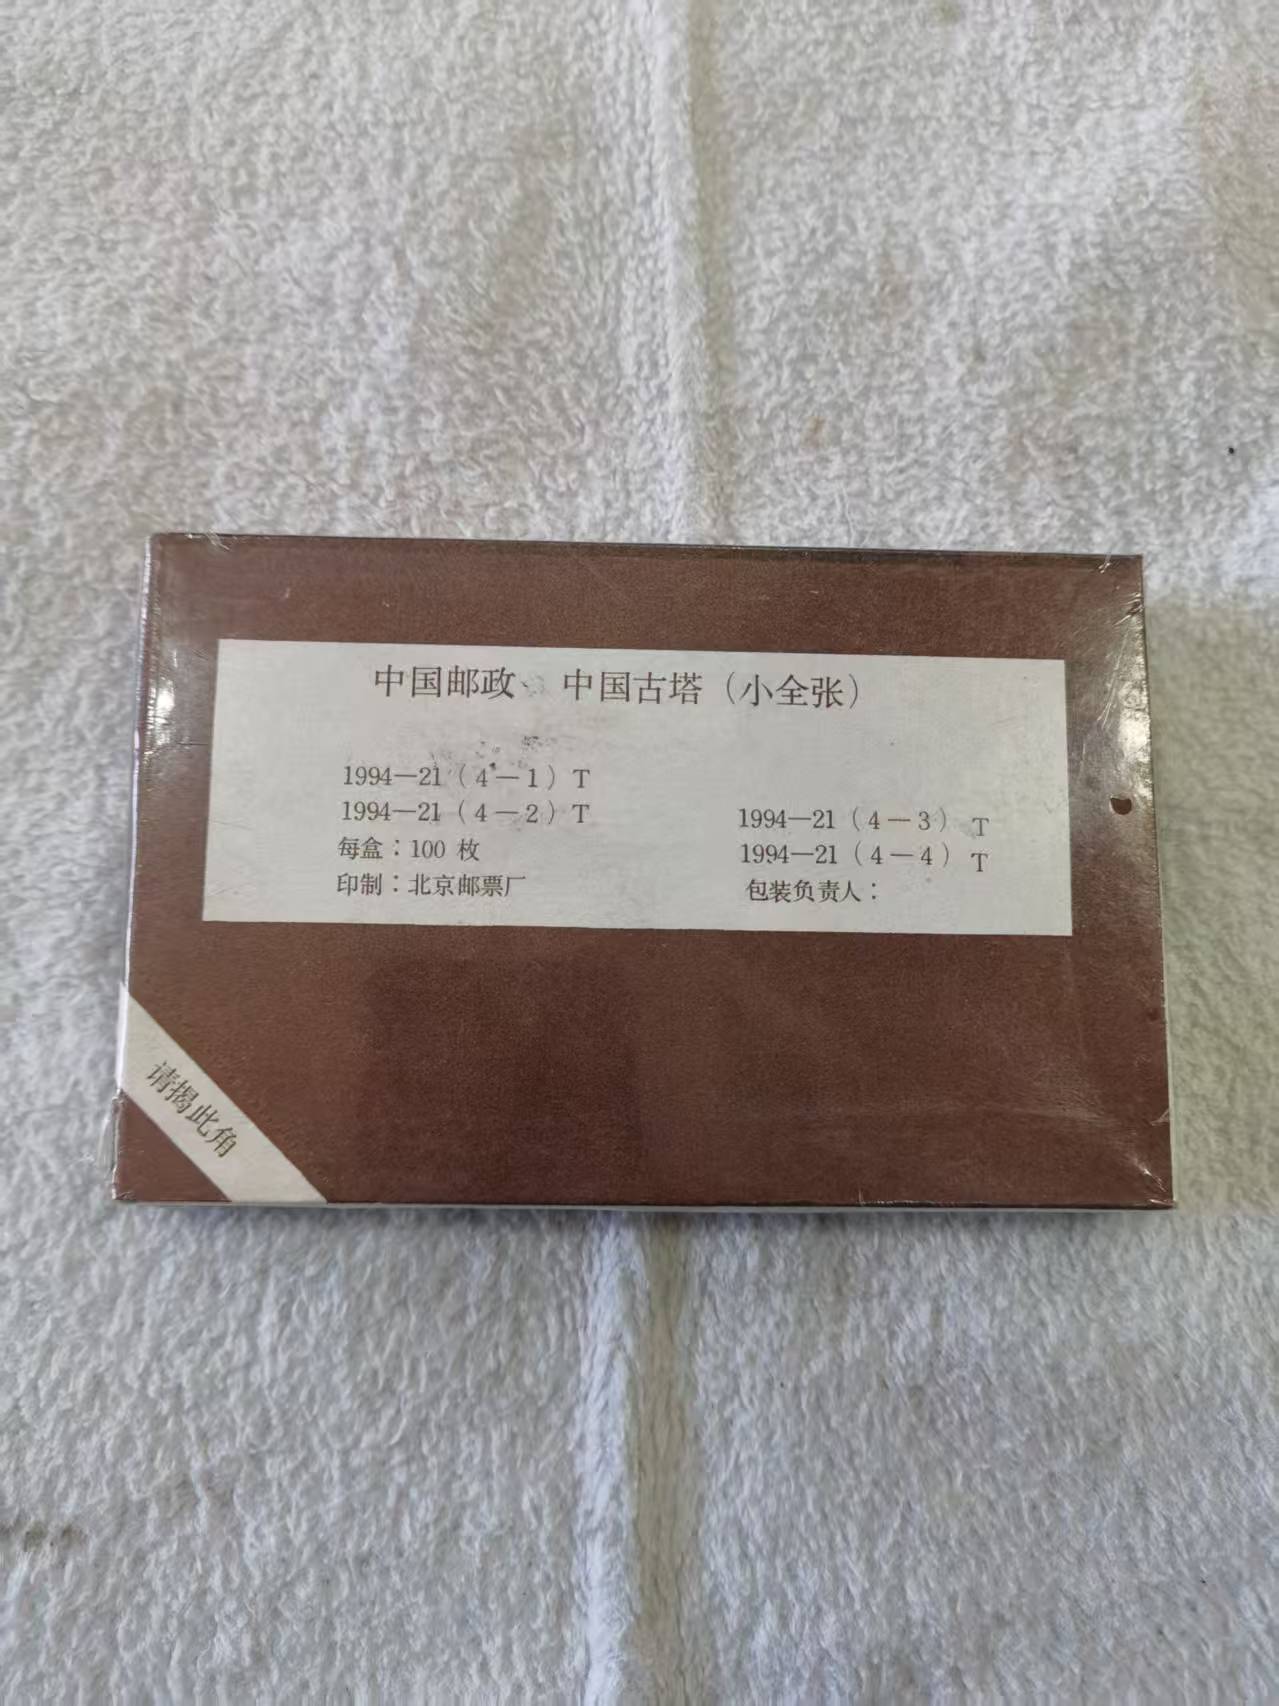 中国邮政 中国古塔（小全张）
1994—21（4—1）T
1994—21（4—2）T
每盒：100 枚
印制：北京邮票厂
1994—21（4—3）T
1994—21（4—4）T
包装负责人：
请揭此角